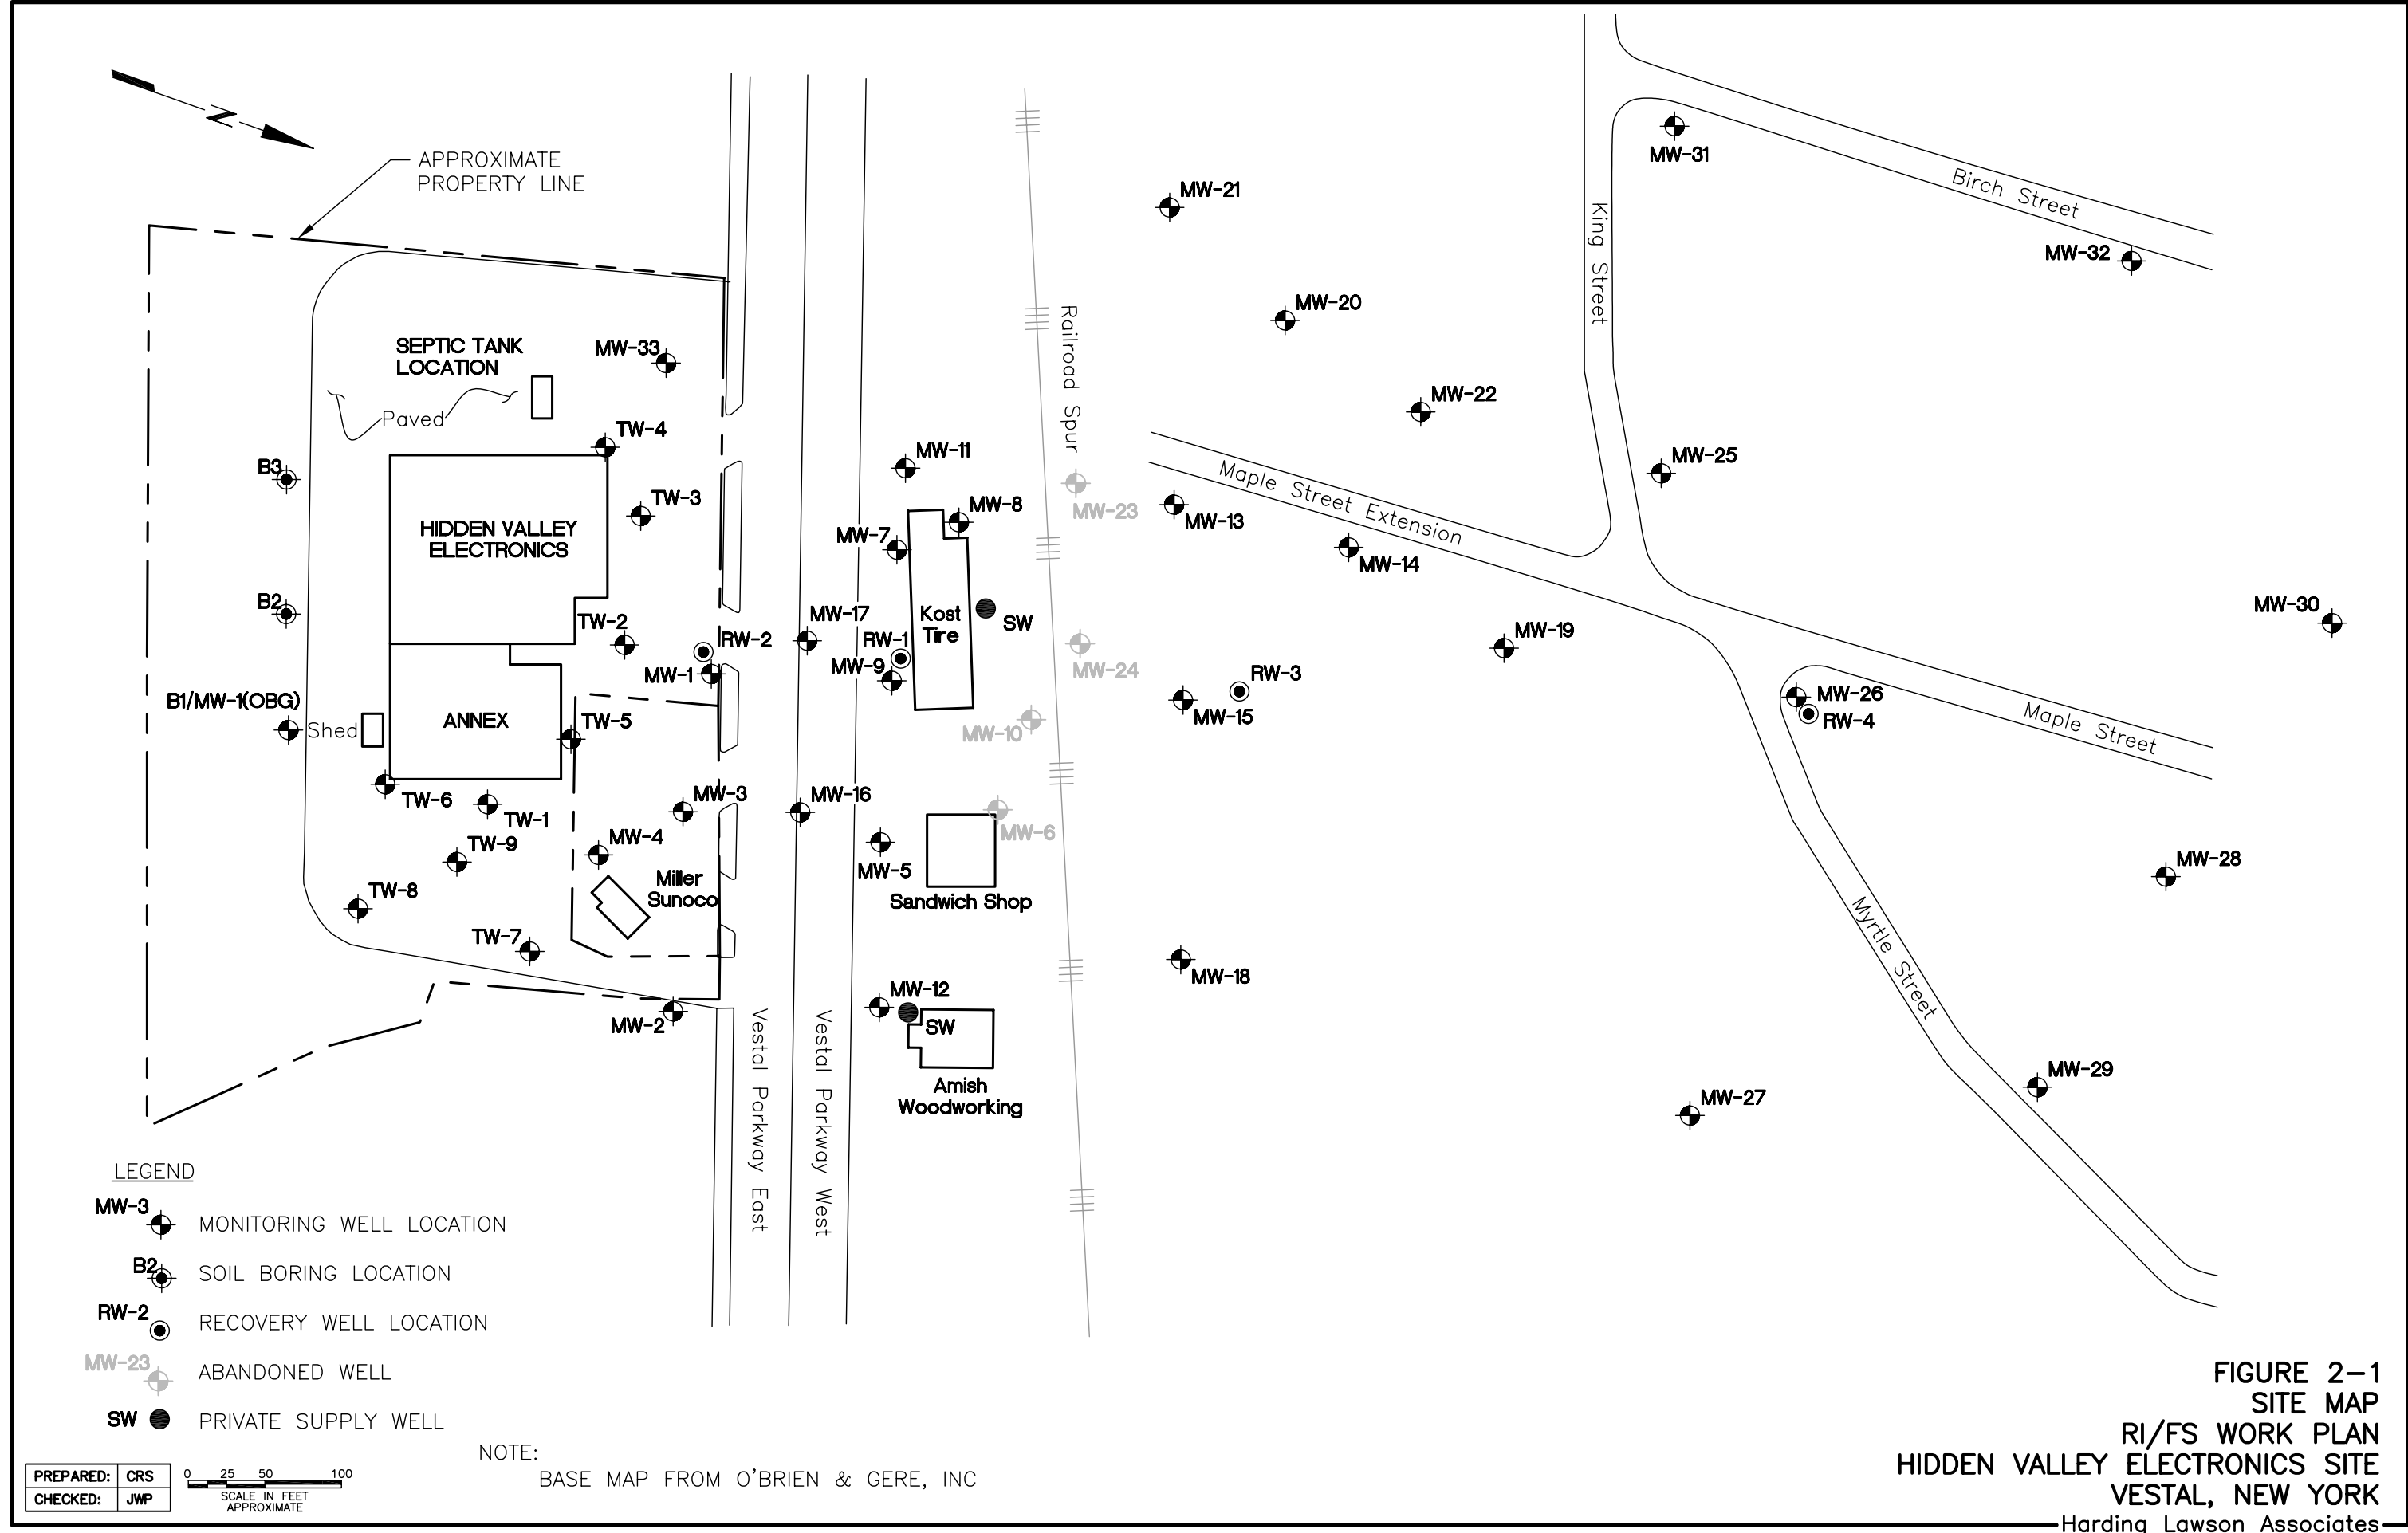 N
APPROXIMATE
PROPERTY LINE
SEPTIC TANK
LOCATION
Paved
MW-33
TW-4
B3
TW-3
HIDDEN VALLEY
ELECTRONICS
B2
TW-2
RW-2
MW-1
B1/MW-1(OBG)
Shed
ANNEX
TW-5
TW-6
TW-1
MW-3
TW-9
MW-4
TW-8
Miller
Sunoco
TW-7
MW-2
Vestal Parkway East
Vestal Parkway West
MW-11
MW-8
MW-7
MW-17
RW-1
MW-9
Kost
Tire
SW
MW-16
MW-5
Sandwich Shop
MW-12
SW
Amish
Woodworking
Railroad Spur
MW-23
MW-24
MW-10
MW-6
MW-21
MW-20
MW-22
Maple Street Extension
MW-13
MW-14
MW-19
RW-3
MW-15
MW-18
King Street
MW-31
Birch Street
MW-32
MW-25
MW-30
MW-26
RW-4
Maple Street
MW-28
Myrtle Street
MW-29
MW-27
LEGEND
MW-3
MONITORING WELL LOCATION
B2
SOIL BORING LOCATION
RW-2
RECOVERY WELL LOCATION
MW-23
ABANDONED WELL
SW
PRIVATE SUPPLY WELL
NOTE:
BASE MAP FROM O'BRIEN & GERE, INC
PREPARED: CRS
CHECKED: JWP
0 25 50 100
SCALE IN FEET
APPROXIMATE
FIGURE 2-1
SITE MAP
RI/FS WORK PLAN
HIDDEN VALLEY ELECTRONICS SITE
VESTAL, NEW YORK
Harding Lawson Associates